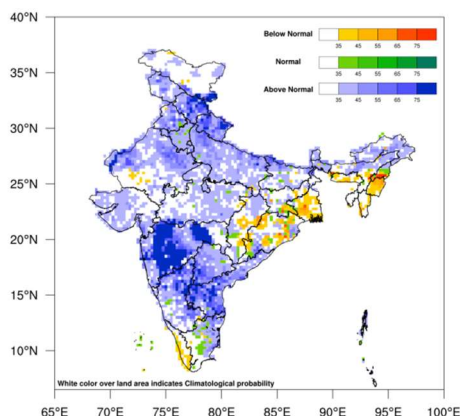 40°N
Below Normal
35 45 55 65 75
Normal
35 45 55 65 75
35°N
Above Normal
35 45 55 65 75
30°N
25°N
20°N
15°N
10°N
White color over land area indicates Climatological probability
65°E 70°E 75°E 80°E 85°E 90°E 95°E 100°E